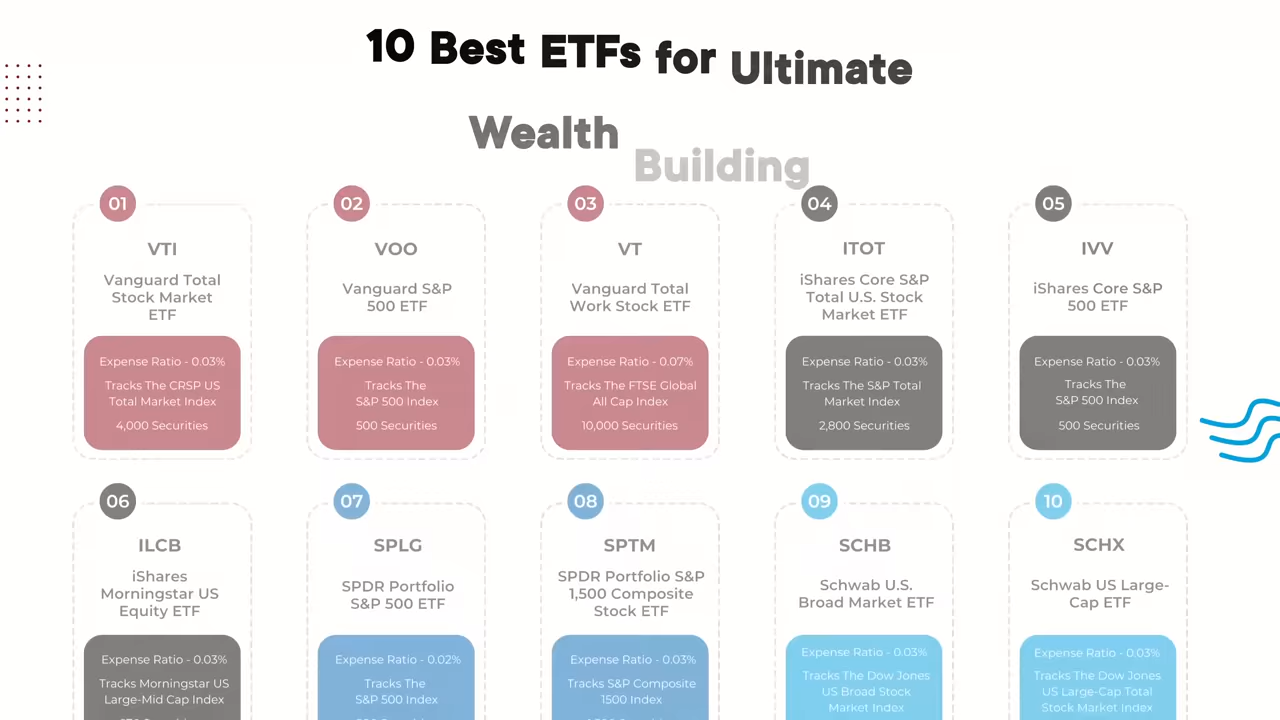 10 Best ETFs for Ultimate
Wealth
Building
01
VTI
Vanguard Total
Stock Market
ETF
Expense Ratio - 0.03%
Tracks The CRSP US
Total Market Index
4,000 Securities
02
VOO
Vanguard S&P
500 ETF
Expense Ratio - 0.03%
Tracks The
S&P 500 Index
500 Securities
03
VT
Vanguard Total
Work Stock ETF
Expense Ratio - 0.07%
Tracks The FTSE Global
All Cap Index
10,000 Securities
04
ITOT
iShares Core S&P
Total U.S. Stock
Market ETF
Expense Ratio - 0.03%
Tracks The S&P Total
Market Index
2,800 Securities
05
IVV
iShares Core S&P
500 ETF
Expense Ratio - 0.03%
Tracks The
S&P 500 Index
500 Securities
06
ILCB
iShares
Morningstar US
Equity ETF
Expense Ratio - 0.03%
Tracks Morningstar US
Large-Mid Cap Index
07
SPLG
SPDR Portfolio
S&P 500 ETF
Expense Ratio - 0.02%
Tracks The
S&P 500 Index
08
SPTM
SPDR Portfolio S&P
1,500 Composite
Stock ETF
Expense Ratio - 0.03%
Tracks S&P Composite
1500 Index
09
SCHB
Schwab U.S.
Broad Market ETF
Expense Ratio - 0.03%
Tracks The Dow Jones
US Broad Stock
Market Index
10
SCHX
Schwab US Large-
Cap ETF
Expense Ratio - 0.03%
Tracks The Dow Jones
US Large-Cap Total
Stock Market Index